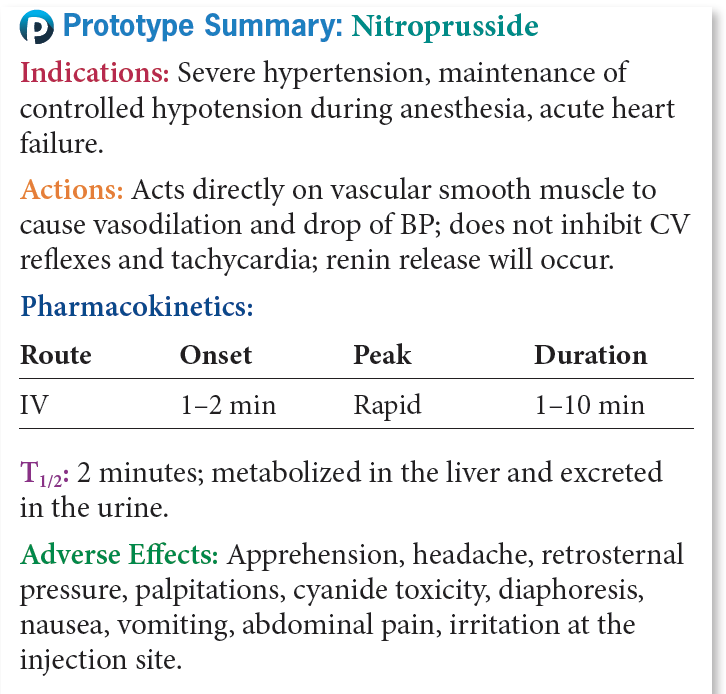 P Prototype Summary: Nitroprusside
Indications: Severe hypertension, maintenance of
controlled hypotension during anesthesia, acute heart
failure.
Actions: Acts directly on vascular smooth muscle to
cause vasodilation and drop of BP; does not inhibit CV
reflexes and tachycardia; renin release will occur.
Pharmacokinetics:
Route Onset Peak Duration
IV 1–2 min Rapid 1–10 min
T1/2: 2 minutes; metabolized in the liver and excreted
in the urine.
Adverse Effects: Apprehension, headache, retrosternal
pressure, palpitations, cyanide toxicity, diaphoresis,
nausea, vomiting, abdominal pain, irritation at the
injection site.